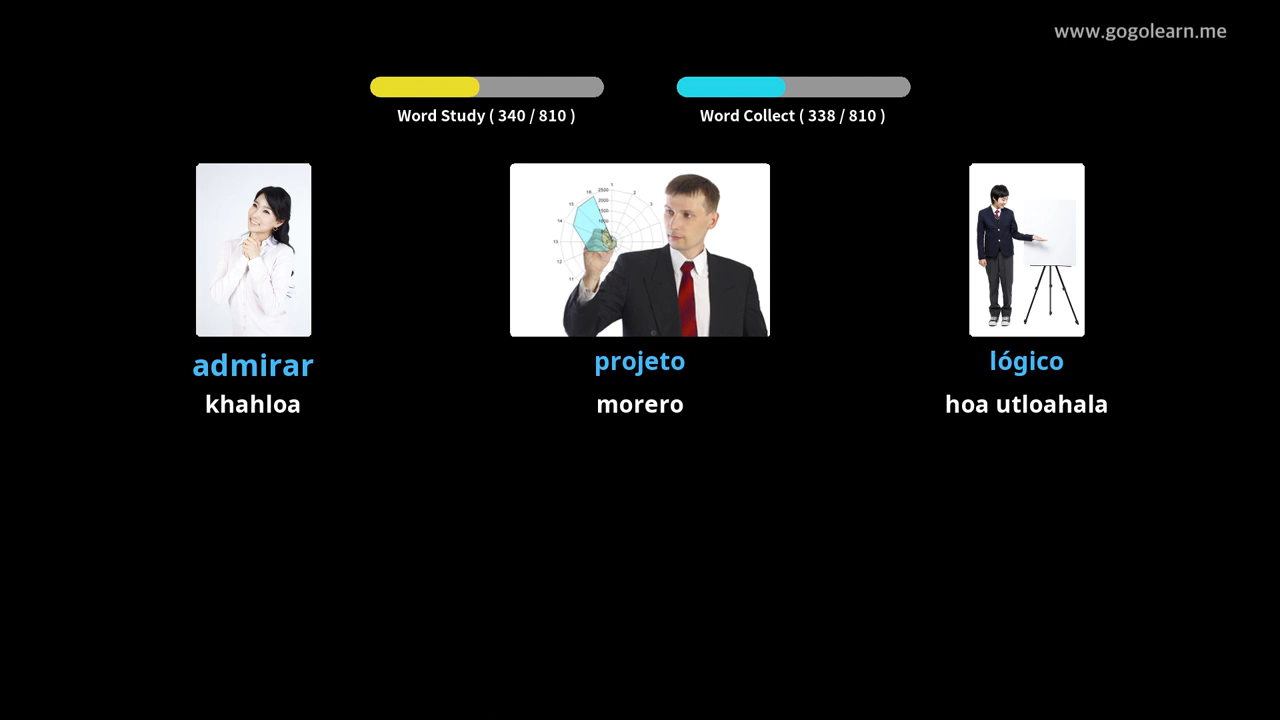 www.gogolearn.me
Word Study ( 340 / 810 )
Word Collect ( 338 / 810 )
admirar
projeto
lógico
khahloa
morero
hoa utloahala